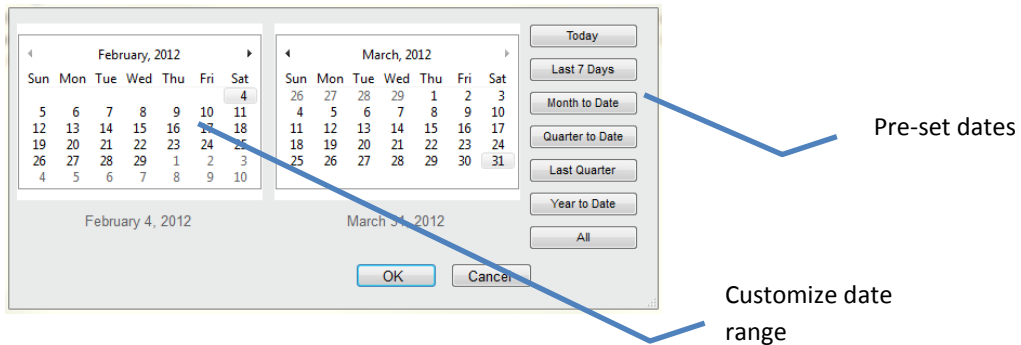 February, 2012
Sun Mon Tue Wed Thu Fri Sat
4
5 6 7 8 9 10 11
12 13 14 15 16 17 18
19 20 21 22 23 24 25
26 27 28 29 1 2 3
4 5 6 7 8 9 10
February 4, 2012
March, 2012
Sun Mon Tue Wed Thu Fri Sat
26 27 28 29 1 2 3
4 5 6 7 8 9 10
11 12 13 14 15 16 17
18 19 20 21 22 23 24
25 26 27 28 29 30 31
March 31, 2012
Today
Last 7 Days
Month to Date
Quarter to Date
Last Quarter
Year to Date
All
OK Cancel
Pre-set dates
Customize date
range